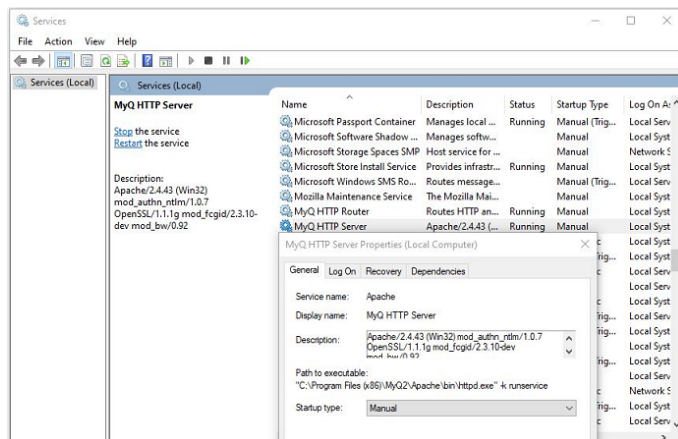 Services
File Action View Help
Services (Local)
Services (Local)
MyQ HTTP Server
Stop the service
Restart the service
Description:
Apache/2.4.43 (Win32)
mod_authn_ntlm/1.0.7
OpenSSL/1.1.1g mod_fcgid/2.3.10-
dev mod_bw/0.92
Name Description Status Startup Type Log On As
Microsoft Passport Container Manages local ... Running Manual (Trig... Local Serv
Microsoft Software Shadow ... Manages softw... Manual Local Syst
Microsoft Storage Spaces SMP Host service for ... Manual Network S
Microsoft Store Install Service Provides infrastr... Running Manual Local Syst
Microsoft Windows SMS Ro... Routes message... Manual (Trig... Local Serv
Mozilla Maintenance Service The Mozilla Mai... Manual Local Syst
MyQ HTTP Router Routes HTTP an... Running Manual Local Syst
MyQ HTTP Server Apache/2.4.43 (... Running Manual Local Syst
c Local Syst
rig... Local Syst
c Local Serv
Local Serv
c Local Syst
rig... Local Syst
rig... Local Serv
c Local Syst
rig... Local Syst
Local Serv
c Network S
rig... Local Syst
c Local Serv
MyQ HTTP Server Properties (Local Computer)
General Log On Recovery Dependencies
Service name: Apache
Display name: MyQ HTTP Server
Description: Apache/2.4.43 (Win32) mod_authn_ntlm/1.0.7
OpenSSL/1.1.1g mod_fcgid/2.3.10-dev
mod_bw/0.92
Path to executable:
"C:\Program Files (x86)\MyQ2\Apache\bin\httpd.exe" -k runservice
Startup type: Manual